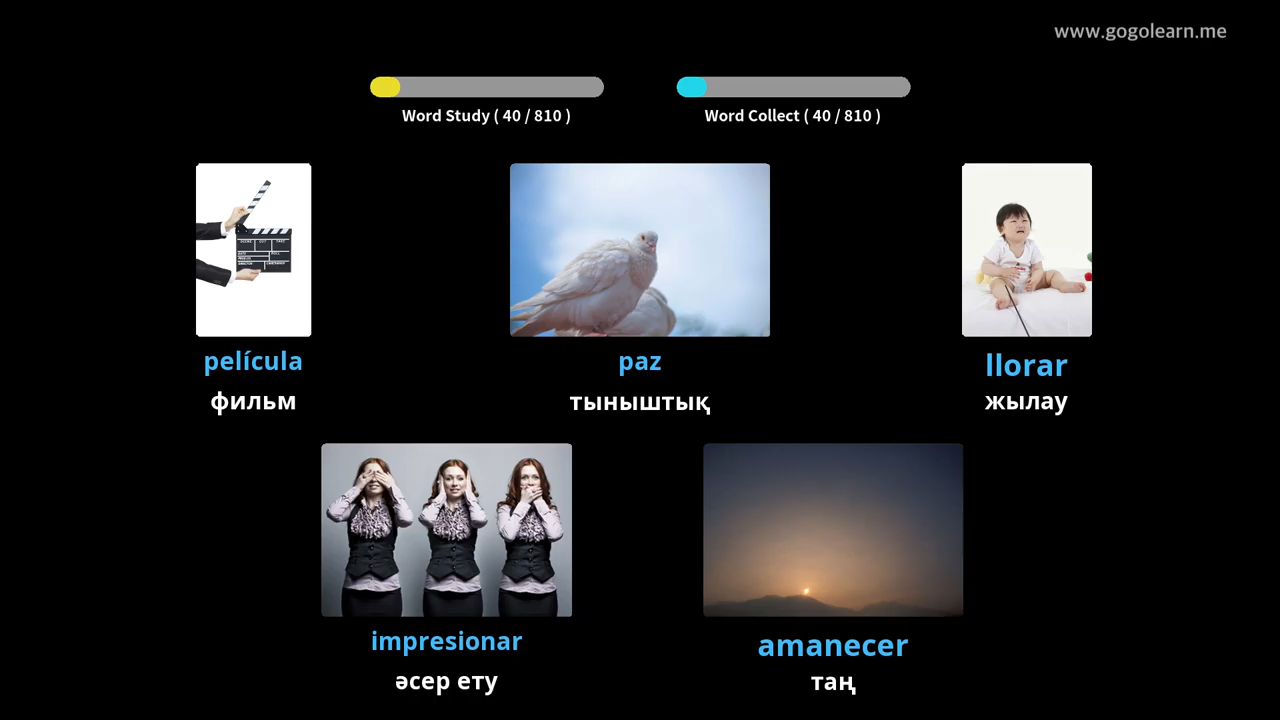 www.gogolearn.me
Word Study ( 40 / 810 )
Word Collect ( 40 / 810 )
película
фильм
paz
тыныштық
llorar
жылау
impresionar
әсер ету
amanecer
таң